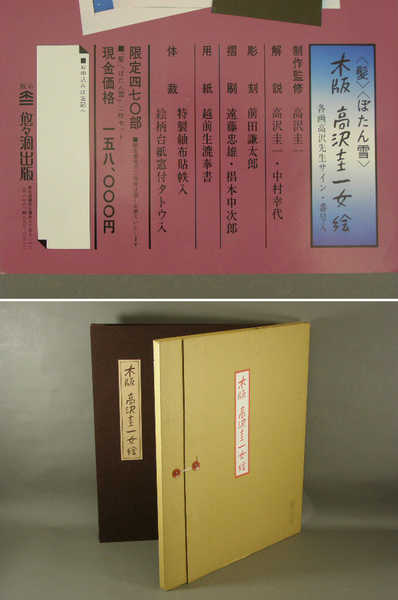 〈髪〉〈ぼたん雪〉
木版 高沢圭一女絵
各画高沢先生サイン・番号入
制作監修 高沢圭一
解説 高沢圭一・中村幸代
彫刻 前田謙太郎
摺刷 遠藤忠雄・椙本申次郎
用紙 越前生漉奉書
体裁 特製紬布貼帙入
絵柄台紙窓付タトウ入
限定四七〇部
現金価格 一五八、〇〇〇円
木版 高沢圭一女絵
木版 高沢圭一女絵